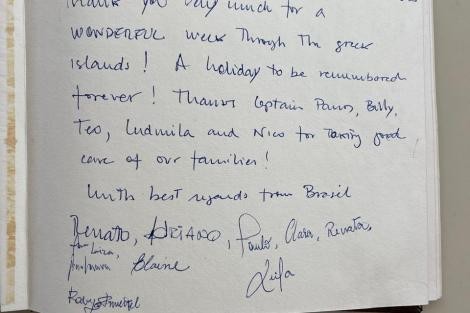 Thank you very much for a
WONDERFUL week Through The greek
islands! A holiday to be remembered
forever! Thanks Captain Panos, Billy,
Teo, Ludmila and Nico for Taking good
care of our families!
With best regards from Brasil
Renato, ADRIANO, Paulo, Clara, Renata,
Luiza,
Elaine
Leila